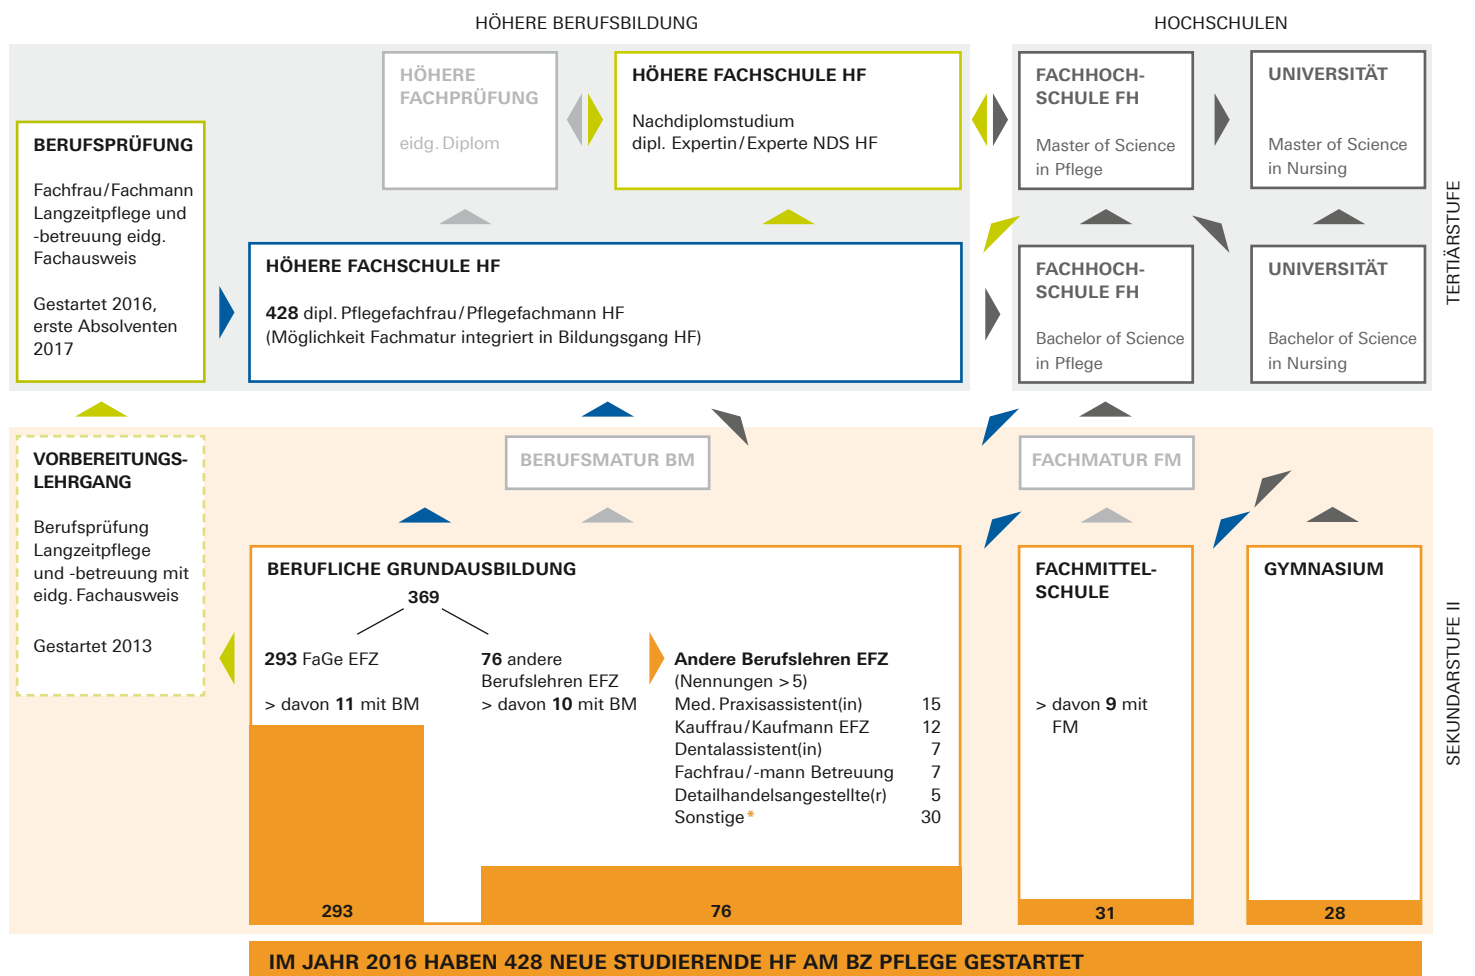 HÖHERE BERUFSBILDUNG
HOCHSCHULEN
HÖHERE
FACHPRÜFUNG
eidg. Diplom
HÖHERE FACHSCHULE HF
Nachdiplomstudium
dipl. Expertin/Experte NDS HF
FACHHOCH-
SCHULE FH
Master of Science
in Pflege
UNIVERSITÄT
Master of Science
in Nursing
BERUFSPRÜFUNG
Fachfrau/Fachmann
Langzeitpflege und
-betreuung eidg.
Fachausweis
Gestartet 2016,
erste Absolventen
2017
HÖHERE FACHSCHULE HF
428 dipl. Pflegefachfrau/Pflegefachmann HF
(Möglichkeit Fachmatur integriert in Bildungsgang HF)
FACHHOCH-
SCHULE FH
Bachelor of Science
in Pflege
UNIVERSITÄT
Bachelor of Science
in Nursing
TERTIÄRSTUFE
VORBEREITUNGS-
LEHRGANG
Berufsprüfung
Langzeitpflege
und -betreuung mit
eidg. Fachausweis
Gestartet 2013
BERUFSMATUR BM
FACHMATUR FM
BERUFLICHE GRUNDAUSBILDUNG
369
293 FaGe EFZ
> davon 11 mit BM
76 andere
Berufslehren EFZ
> davon 10 mit BM
Andere Berufslehren EFZ
(Nennungen > 5)
Med. Praxisassistent(in) 15
Kauffrau/Kaufmann EFZ 12
Dentalassistent(in) 7
Fachfrau/-mann Betreuung 7
Detailhandelsangestellte(r) 5
Sonstige * 30
293
76
FACHMITTEL-
SCHULE
> davon 9 mit
FM
31
GYMNASIUM
28
SEKUNDARSTUFE II
IM JAHR 2016 HABEN 428 NEUE STUDIERENDE HF AM BZ PFLEGE GESTARTET